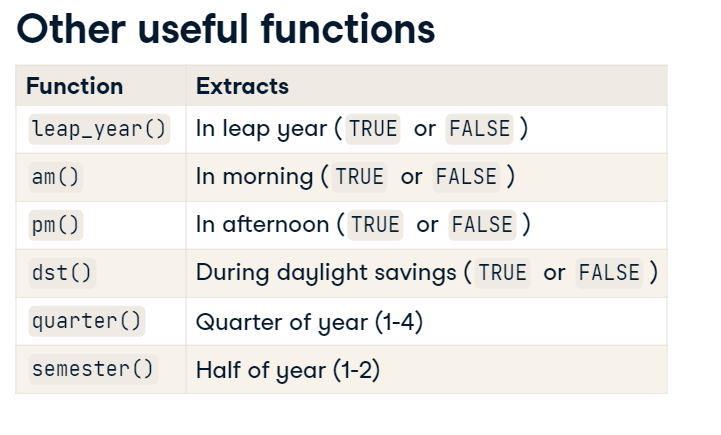 Other useful functions
Function Extracts
leap_year() In leap year ( TRUE or FALSE )
am() In morning ( TRUE or FALSE )
pm() In afternoon ( TRUE or FALSE )
dst() During daylight savings ( TRUE or FALSE )
quarter() Quarter of year (1-4)
semester() Half of year (1-2)